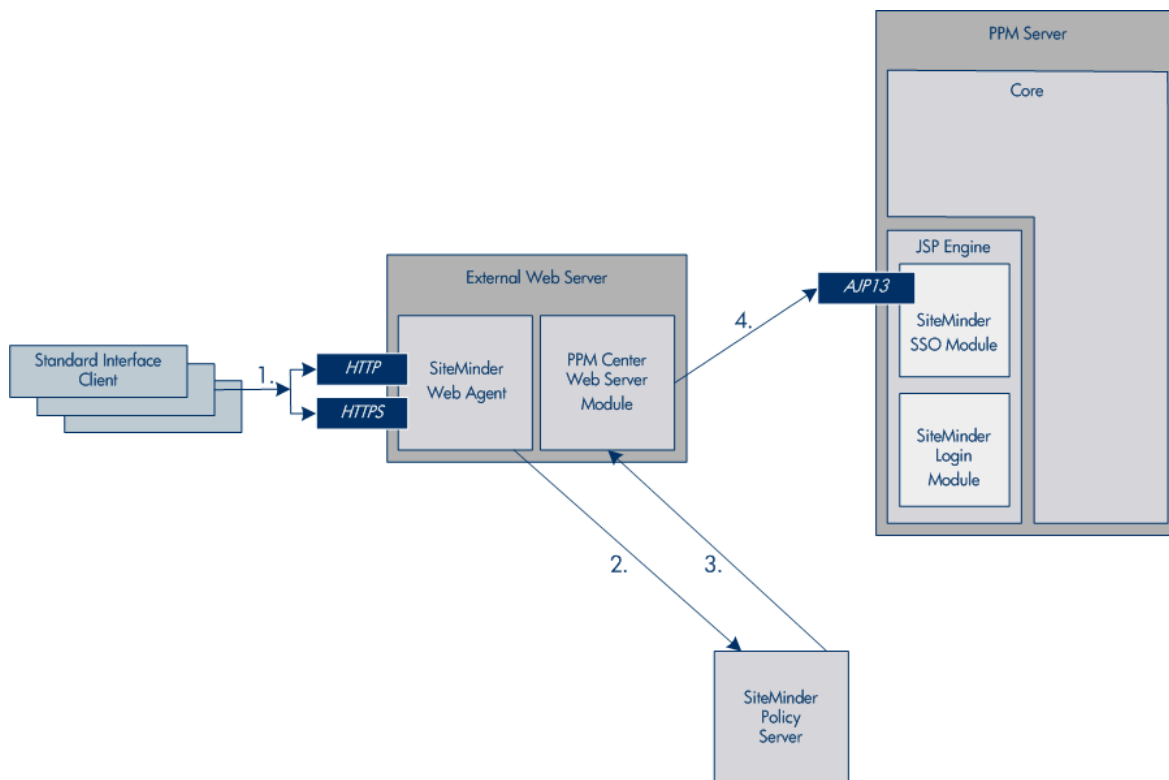 PPM Server
Core
JSP Engine
External Web Server
AJP13
4.
SiteMinder
SSO Module
Standard Interface
Client
1.
HTTP
HTTPS
SiteMinder
Web Agent
PPM Center
Web Server
Module
SiteMinder
Login
Module
2.
3.
SiteMinder
Policy
Server